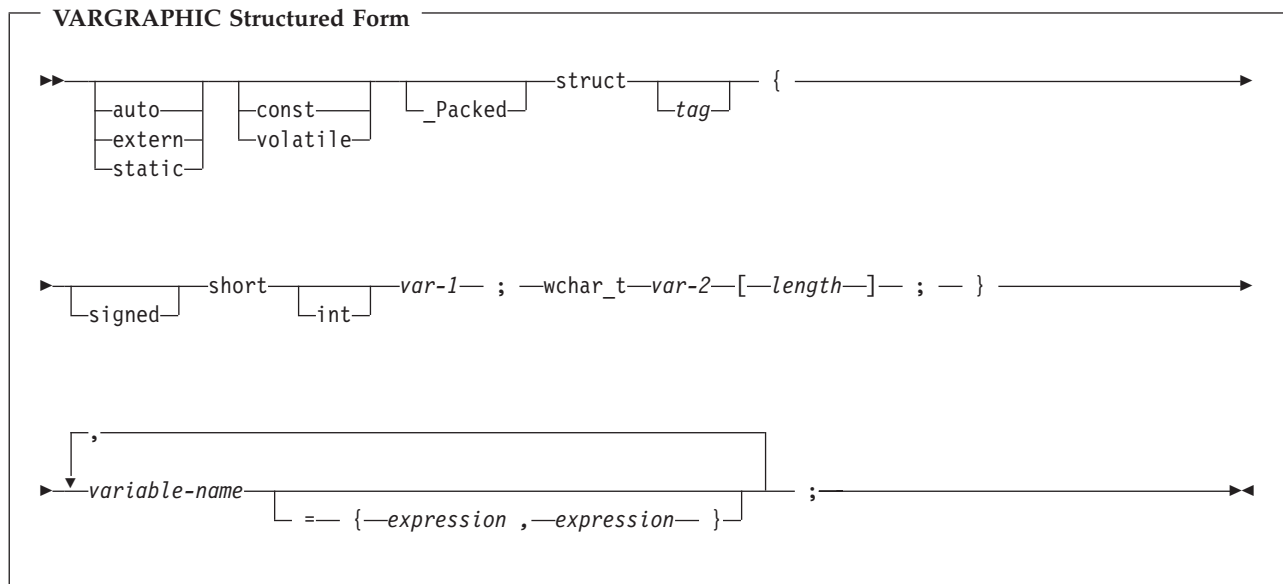 VARGRAPHIC Structured Form
struct {
auto const _Packed tag
extern volatile
static
short var-1 ; wchar_t var-2 [ length ] ; }
signed int
,
variable-name ;
= { expression , expression }